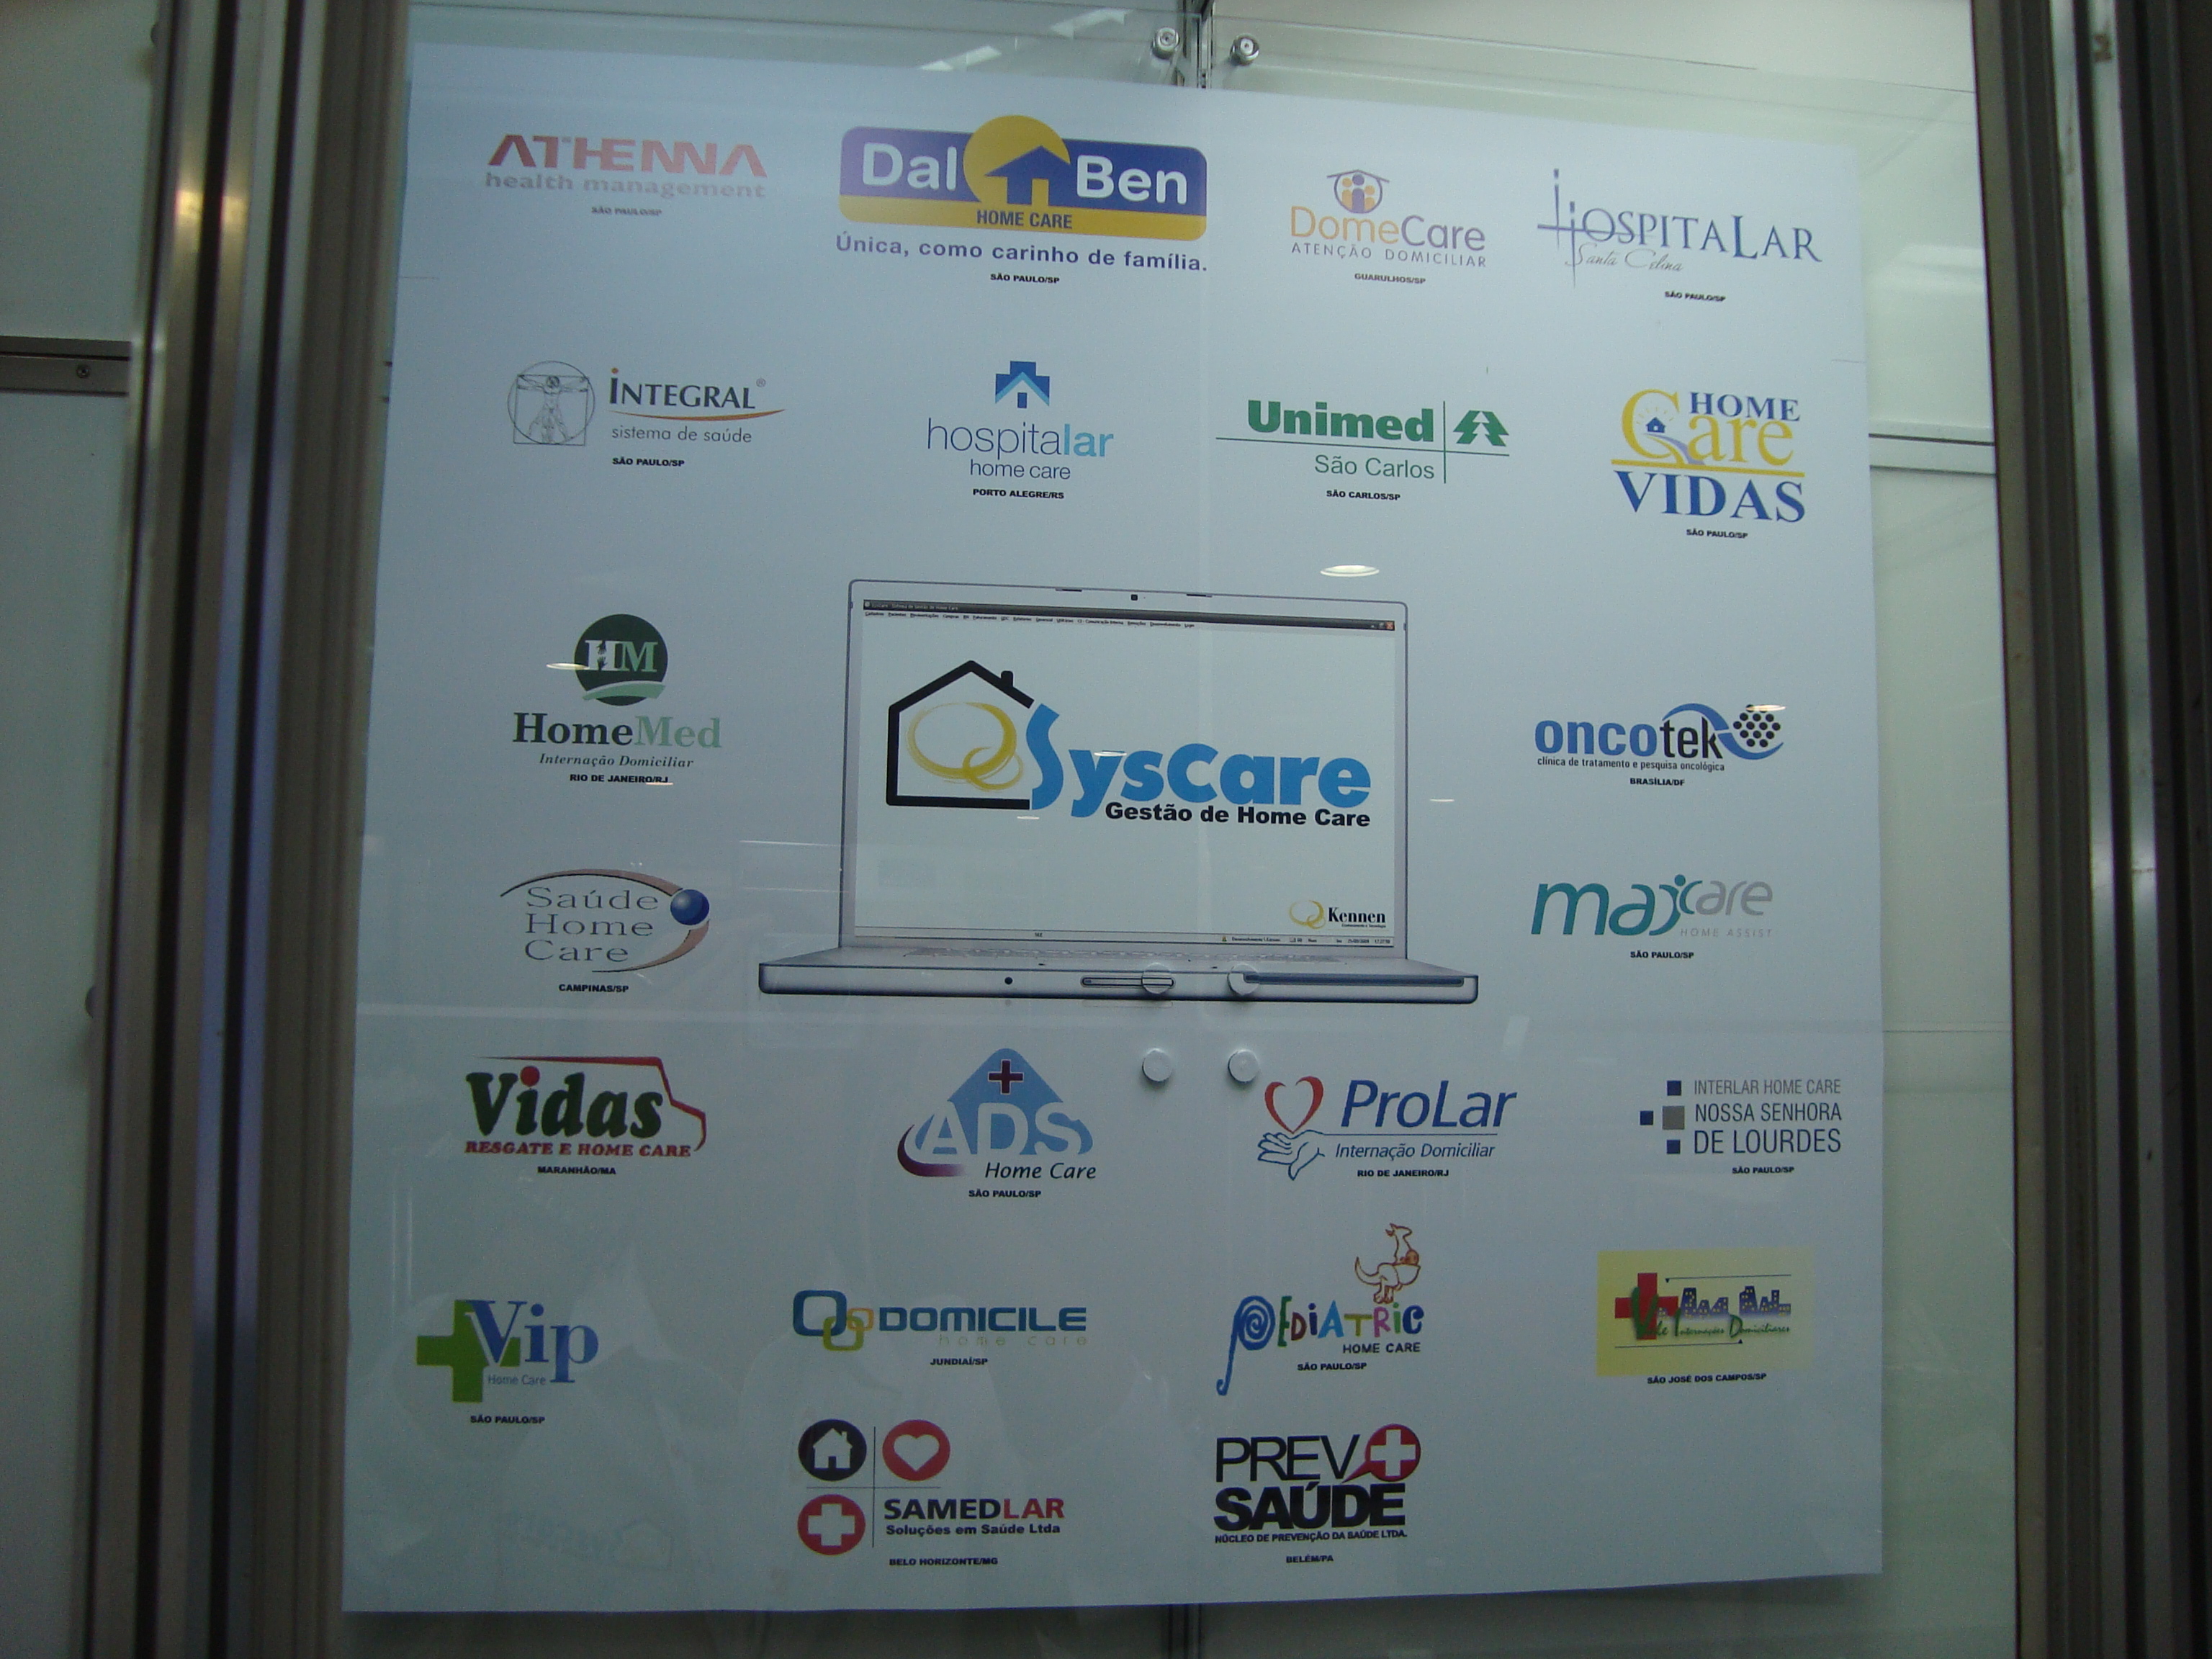 ATHENNA
health management
SÃO PAULO/SP
Dal Ben
HOME CARE
Única, como carinho de família.
SÃO PAULO/SP
DomeCare
ATENÇÃO DOMICILIAR
GUARULHOS/SP
HOSPITALAR
Santa Celina
SÃO PAULO/SP
INTEGRAL®
sistema de saúde
SÃO PAULO/SP
hospitalar
home care
PORTO ALEGRE/RS
Unimed
São Carlos
SÃO CARLOS/SP
HOME
Care
VIDAS
SÃO PAULO/SP
HM
HomeMed
Internação Domiciliar
RIO DE JANEIRO/RJ
SysCare
Gestão de Home Care
Kennen
oncotek
clínica de tratamento e pesquisa oncológica
BRASÍLIA/DF
Saúde
Home
Care
CAMPINAS/SP
majcare
HOME ASSIST
SÃO PAULO/SP
Vidas
RESGATE E HOME CARE
MARANHÃO/MA
ADS
Home Care
SÃO PAULO/SP
ProLar
Internação Domiciliar
RIO DE JANEIRO/RJ
INTERLAR HOME CARE
NOSSA SENHORA
DE LOURDES
SÃO PAULO/SP
Vip
Home Care
SÃO PAULO/SP
DOMICILE
home care
JUNDIAÍ/SP
PEDIATRIC
HOME CARE
SÃO PAULO/SP
Internações Domiciliares
SÃO JOSÉ DOS CAMPOS/SP
SAMEDLAR
Soluções em Saúde Ltda
BELO HORIZONTE/MG
PREV
SAÚDE
NÚCLEO DE PREVENÇÃO DA SAÚDE LTDA.
BELÉM/PA